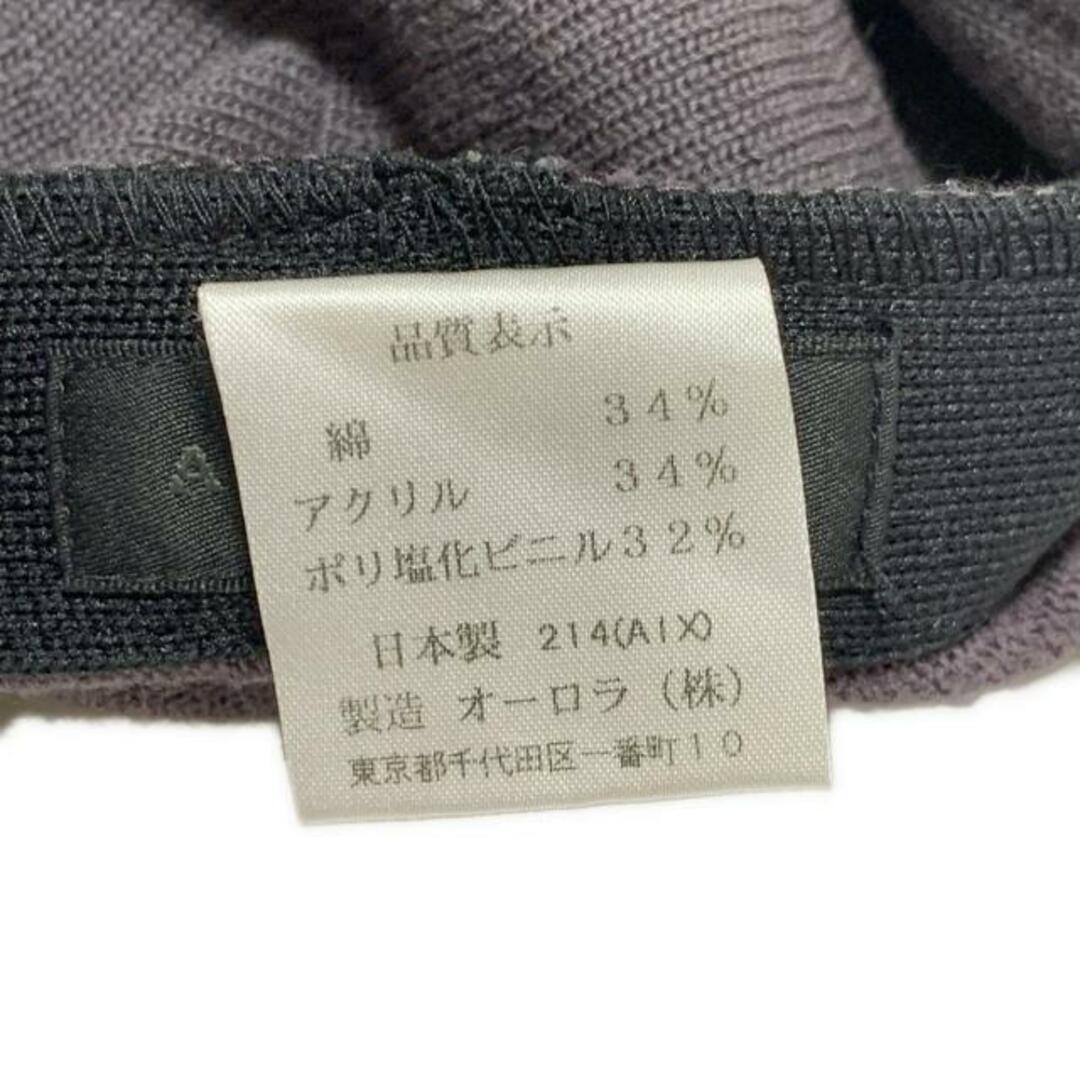 品質表示
綿 34%
アクリル 34%
ポリ塩化ビニル32%
日本製 214(AIX)
製造 オーロラ(株)
東京都千代田区一番町10
A